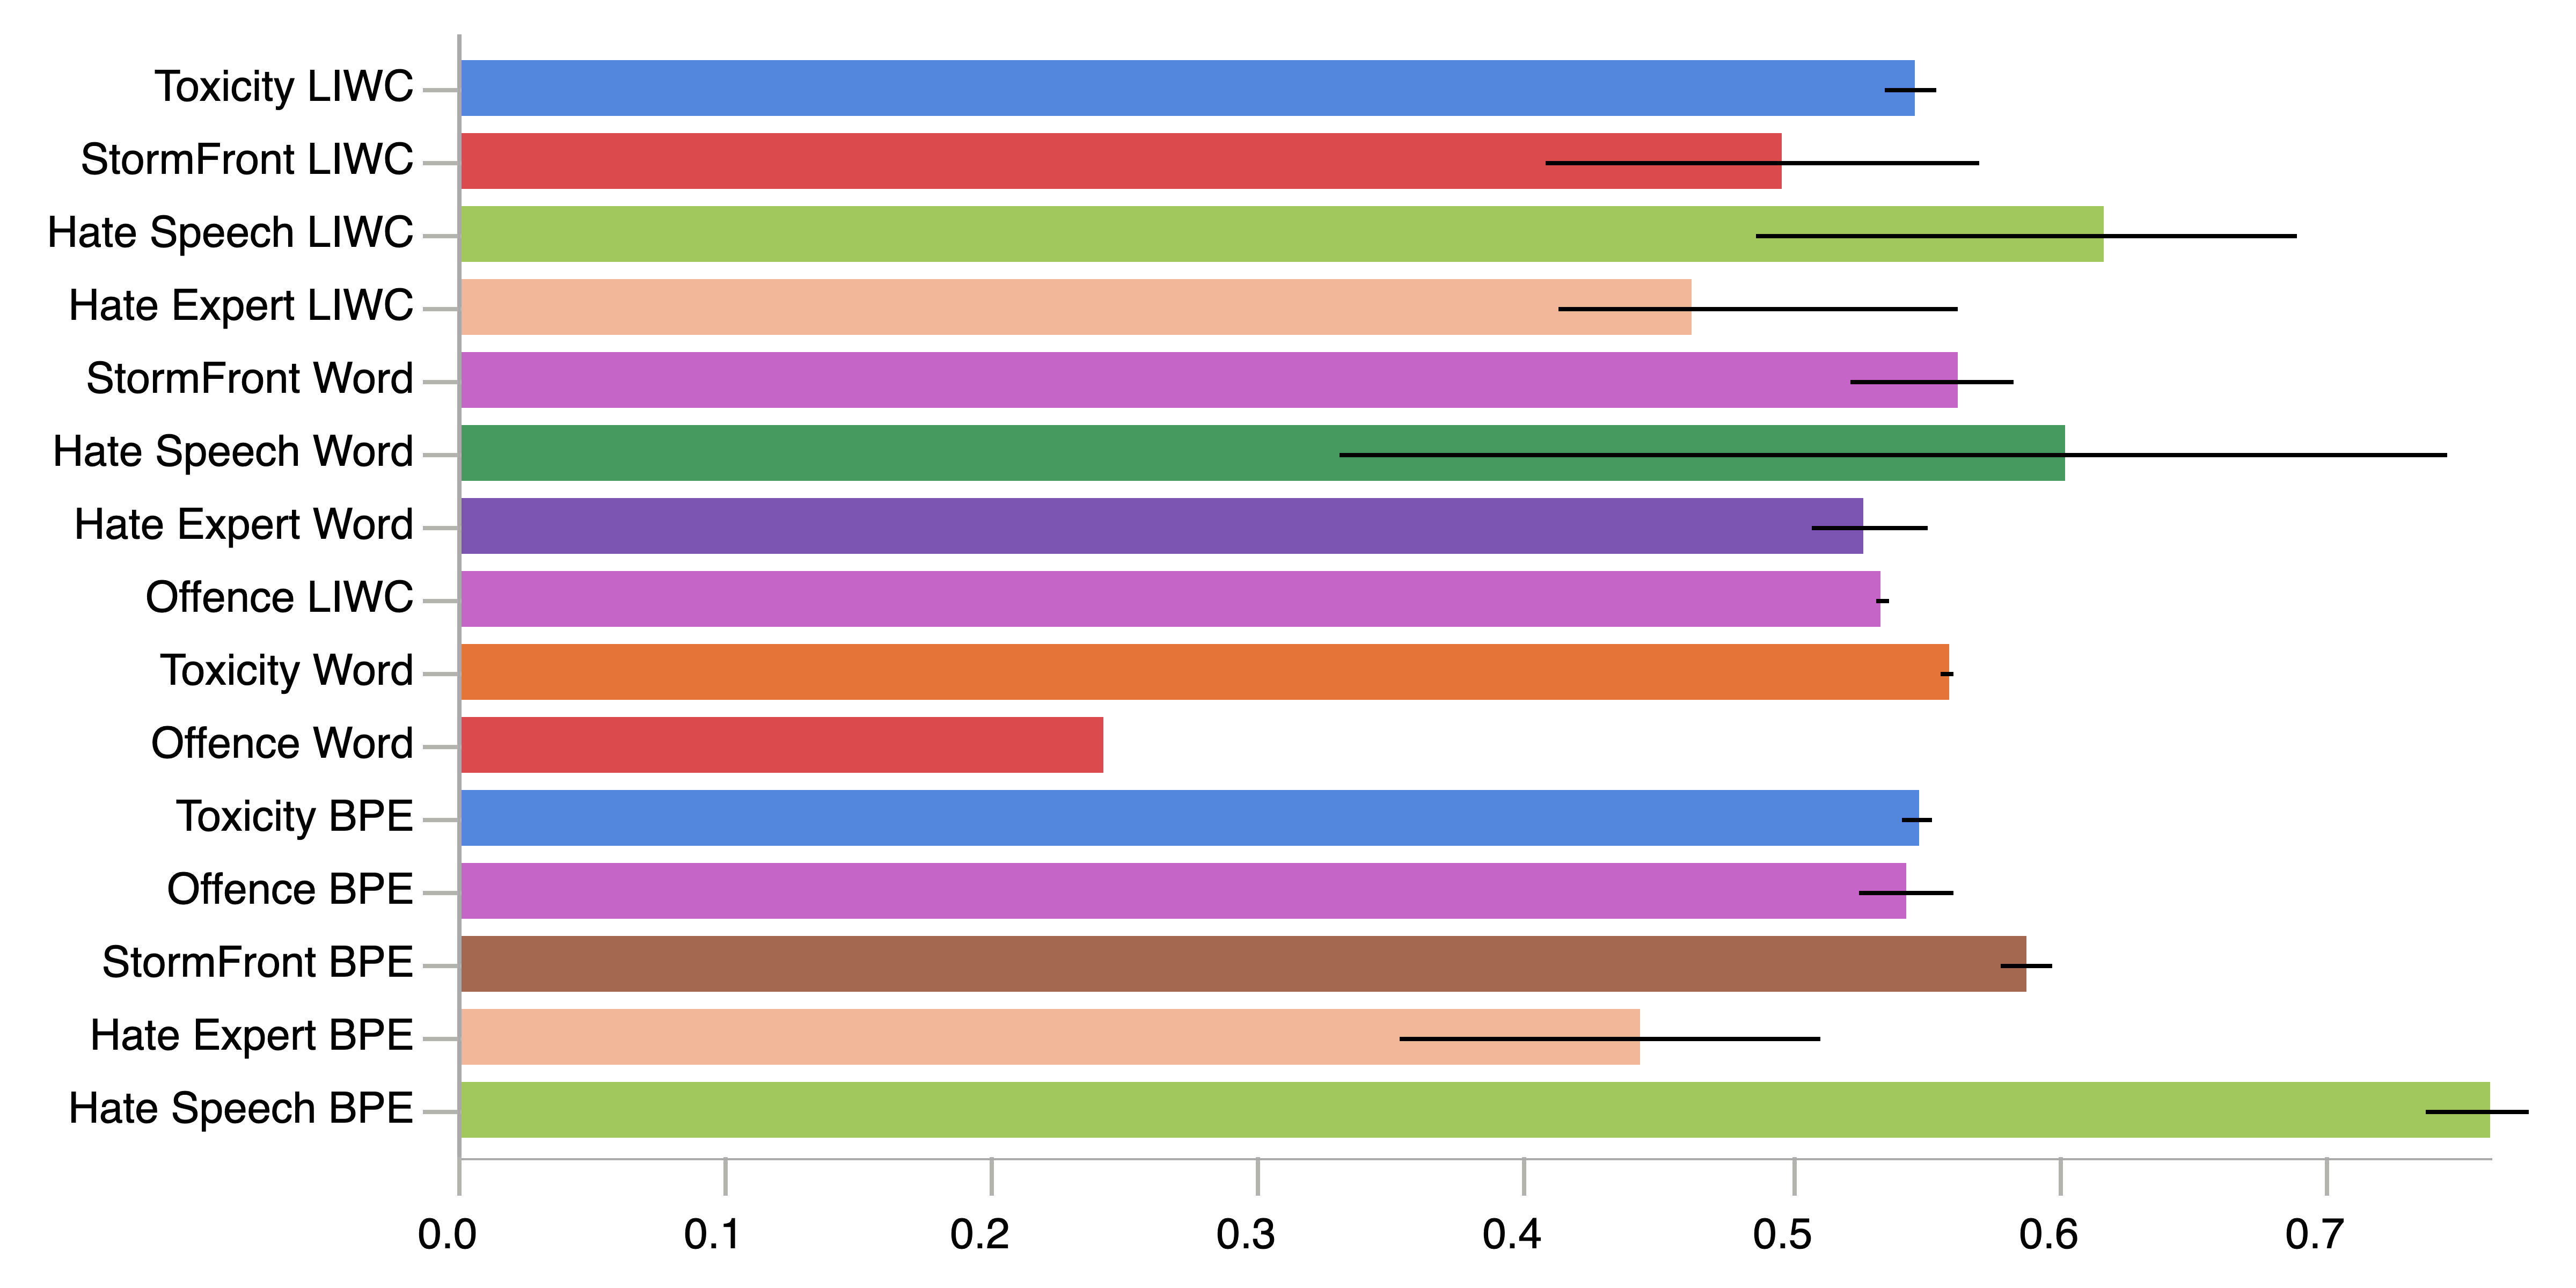 Toxicity LIWC
StormFront LIWC
Hate Speech LIWC
Hate Expert LIWC
StormFront Word
Hate Speech Word
Hate Expert Word
Offence LIWC
Toxicity Word
Offence Word
Toxicity BPE
Offence BPE
StormFront BPE
Hate Expert BPE
Hate Speech BPE
0.0 0.1 0.2 0.3 0.4 0.5 0.6 0.7